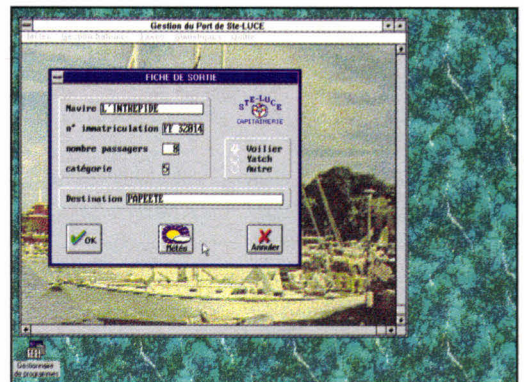 Gestion du Port de Ste-LUCE
FICHE DE SORTIE
Navire L'INTREPIDE
n° immatriculation FT 32814
nombre passagers 8
catégorie 5
STE-LUCE
CAPITAINERIE
Voilier
Yatch
Autre
Destination PAPEETE
OK
Météo
Annuler
Gestionnaire
de programmes